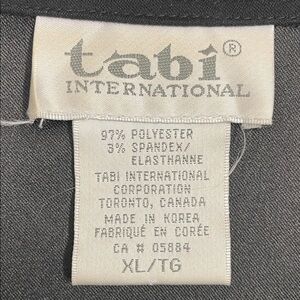 tabi®
INTERNATIONAL
97% POLYESTER
3% SPANDEX/
ELASTHANNE
TABI INTERNATIONAL
CORPORATION
TORONTO, CANADA
MADE IN KOREA
FABRIQUÉ EN CORÉE
CA # 05884
XL/TG